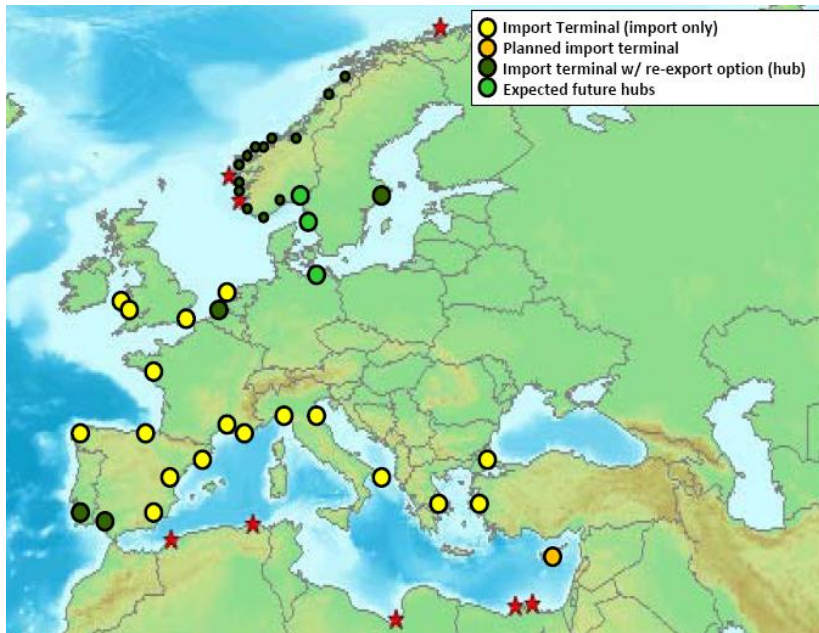 Import Terminal (import only)
Planned import terminal
Import terminal w/ re-export option (hub)
Expected future hubs